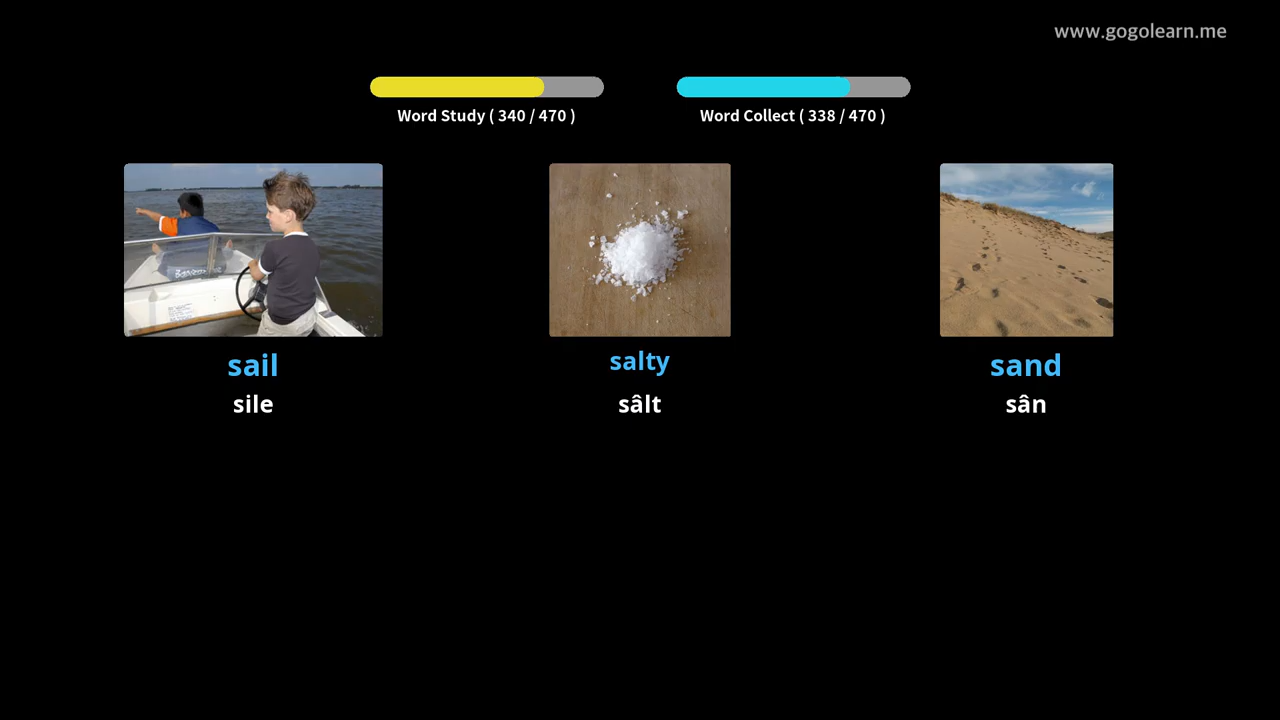 www.gogolearn.me
Word Study ( 340 / 470 )
Word Collect ( 338 / 470 )
sail
salty
sand
sile
sâlt
sân